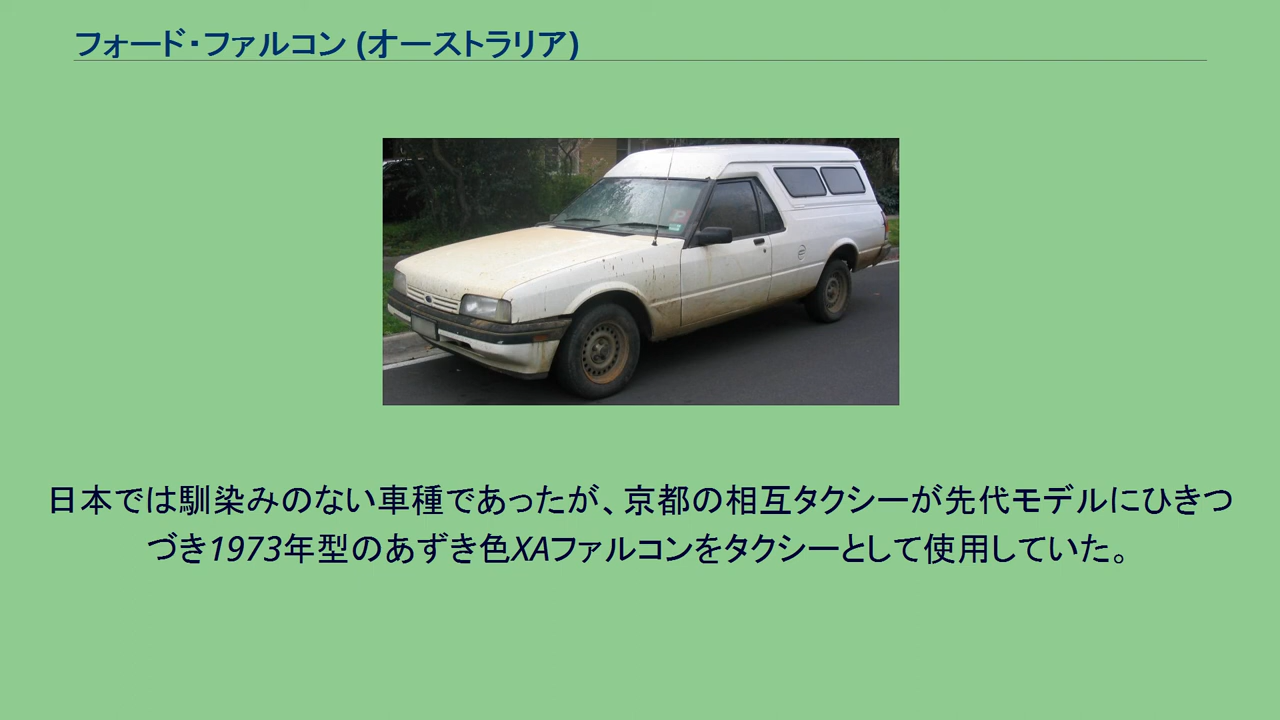 フォード・ファルコン (オーストラリア)
日本では馴染みのない車種であったが、京都の相互タクシーが先代モデルにひきつ
づき1973年型のあずき色XAファルコンをタクシーとして使用していた。